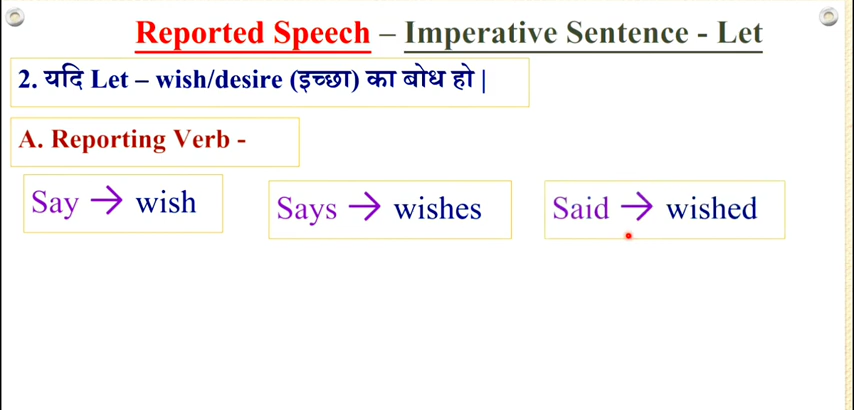 Reported Speech – Imperative Sentence - Let
2. यदि Let – wish/desire (इच्छा) का बोध हो |
A. Reporting Verb -
Say → wish Says → wishes Said → wished